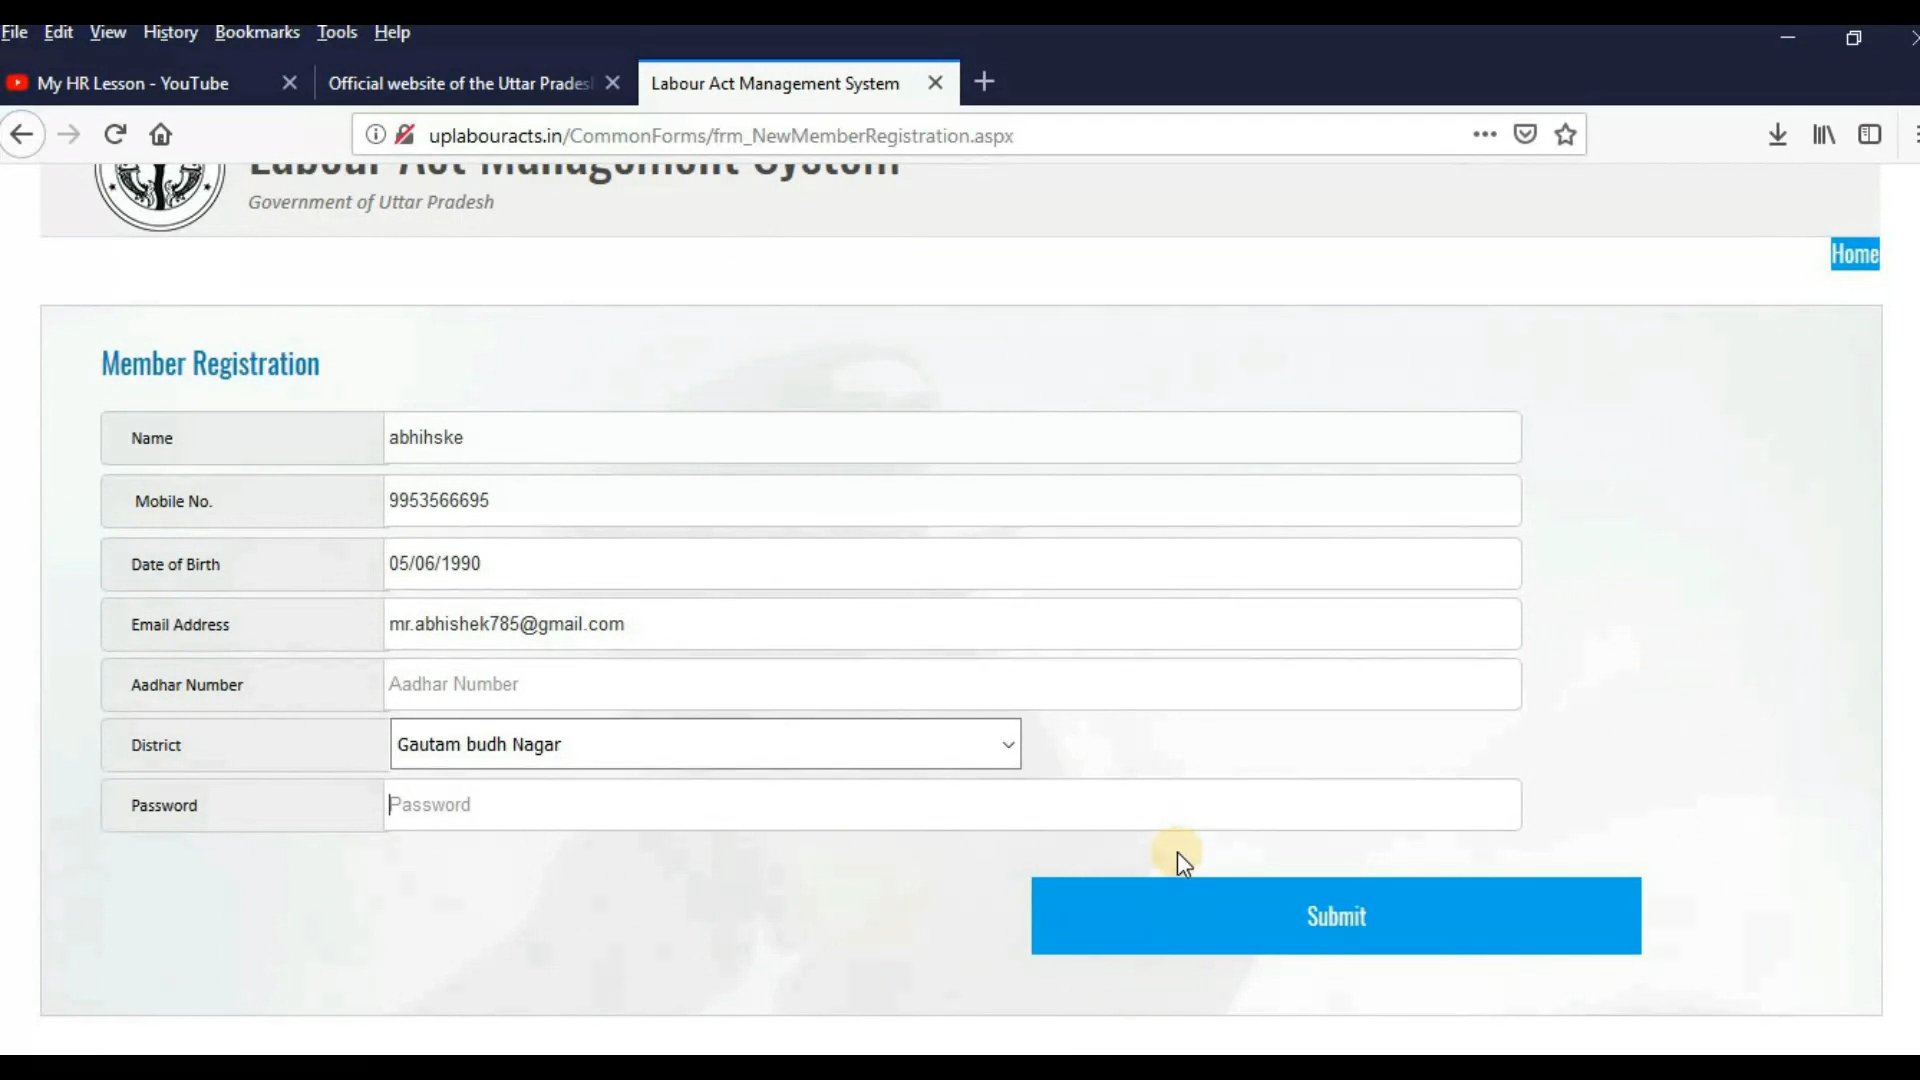 File Edit View History Bookmarks Tools Help
My HR Lesson - YouTube
Official website of the Uttar Prades
Labour Act Management System
uplabouracts.in/CommonForms/frm_NewMemberRegistration.aspx
Labour Act Management System
Government of Uttar Pradesh
Home
Member Registration
Name abhihske
Mobile No. 9953566695
Date of Birth 05/06/1990
Email Address mr.abhishek785@gmail.com
Aadhar Number Aadhar Number
District Gautam budh Nagar
Password Password
Submit